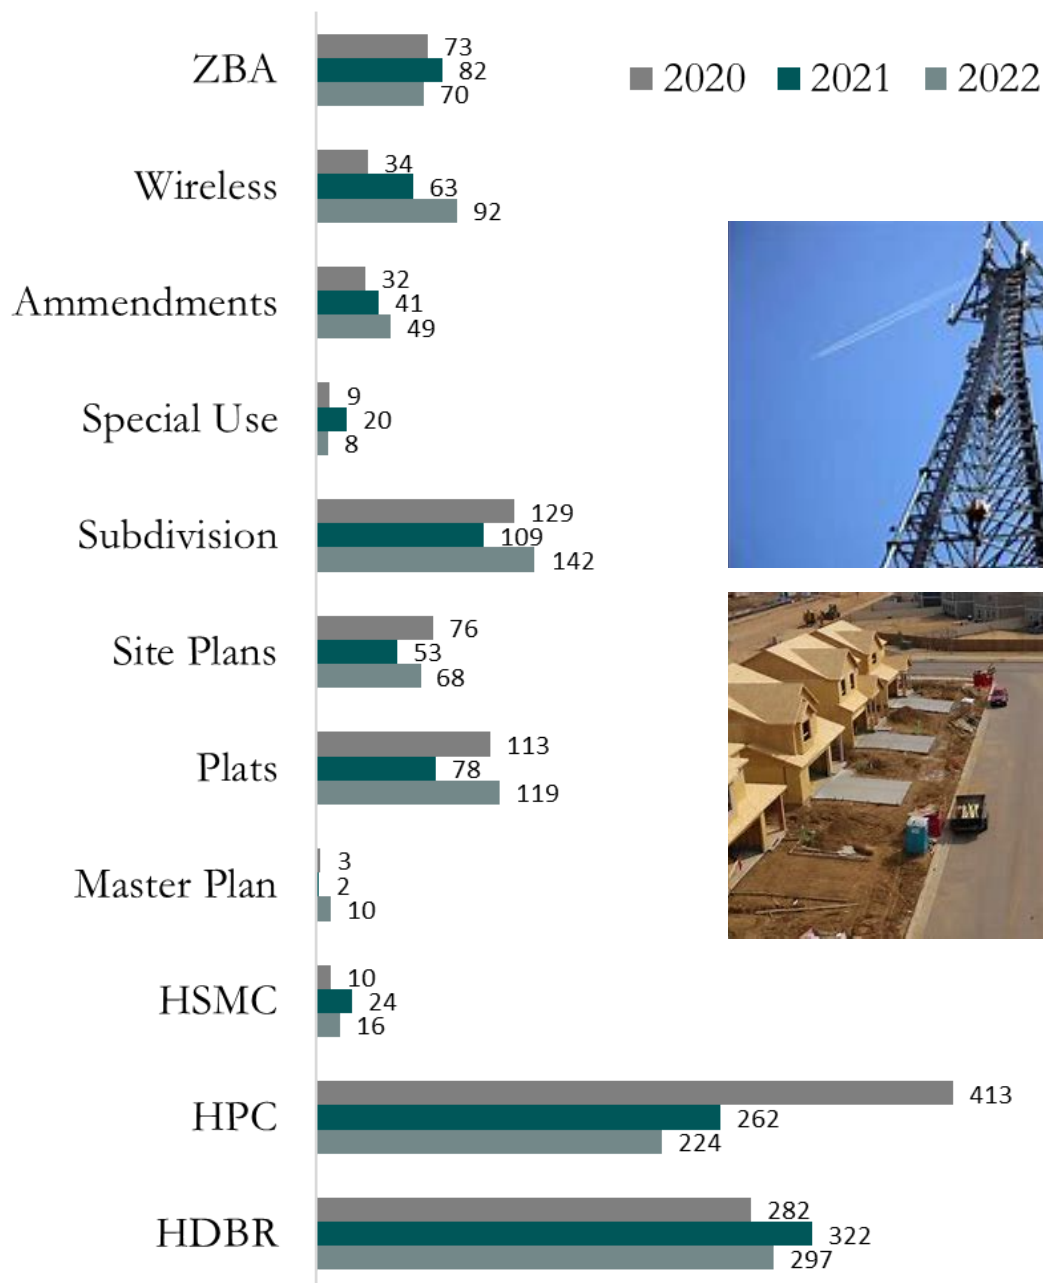 2020 2021 2022
ZBA
73
82
70
Wireless
34
63
92
Ammendments
32
41
49
Special Use
9
20
8
Subdivision
129
109
142
Site Plans
76
53
68
Plats
113
78
119
Master Plan
3
2
10
HSMC
10
24
16
HPC
413
262
224
HDBR
282
322
297